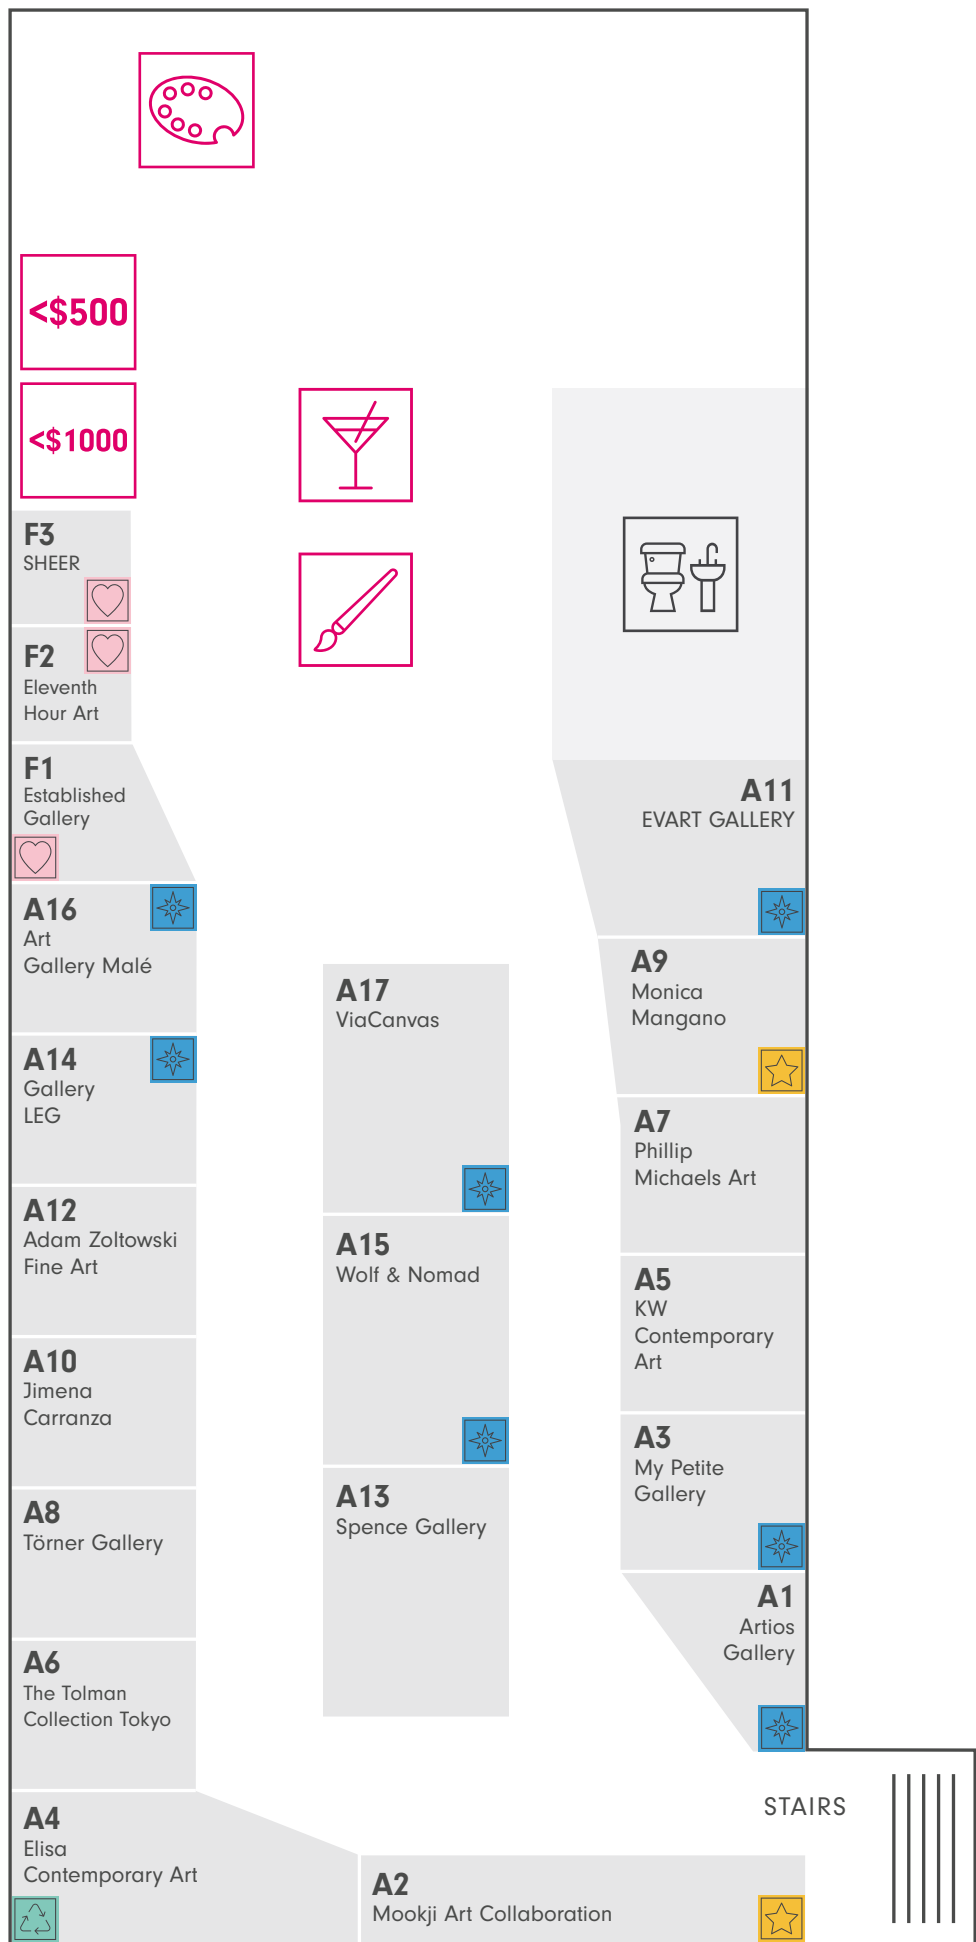 <$500
<$1000
F3
SHEER
F2
Eleventh
Hour Art
F1
Established
Gallery
A16
Art
Gallery Malé
A14
Gallery
LEG
A12
Adam Zoltowski
Fine Art
A10
Jimena
Carranza
A8
Törner Gallery
A6
The Tolman
Collection Tokyo
A4
Elisa
Contemporary Art
A17
ViaCanvas
A15
Wolf & Nomad
A13
Spence Gallery
A11
EVART GALLERY
A9
Monica
Mangano
A7
Phillip
Michaels Art
A5
KW
Contemporary
Art
A3
My Petite
Gallery
A1
Artios
Gallery
STAIRS
A2
Mookji Art Collaboration